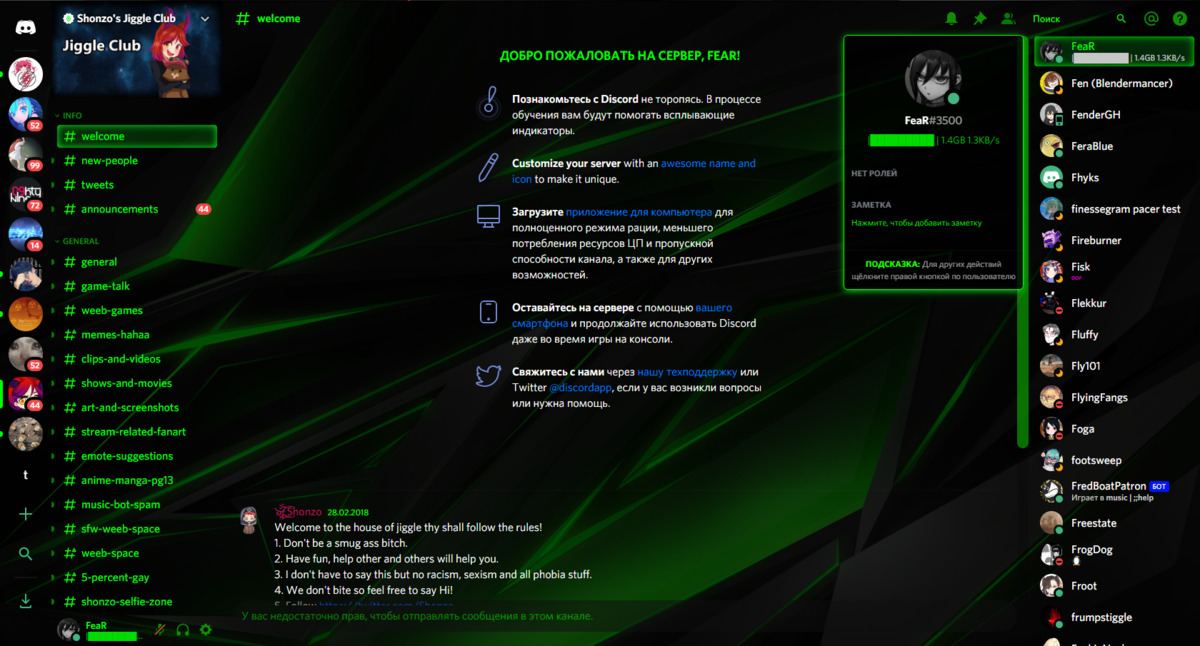 Shonzo's Jiggle Club
Jiggle Club
52
99
72
14
52
44
t
INFO
# welcome
# new-people
# tweets
# announcements 44
GENERAL
# general
# game-talk
# weeb-games
# memes-hahaa
# clips-and-videos
# shows-and-movies
# art-and-screenshots
# stream-related-fanart
# emote-suggestions
# anime-manga-pg13
# music-bot-spam
# sfw-weeb-space
# weeb-space
# 5-percent-gay
# shonzo-selfie-zone
FeaR
# welcome
Поиск
ДОБРО ПОЖАЛОВАТЬ НА СЕРВЕР, FEAR!
Познакомьтесь с Discord не торопясь. В процессе
обучения вам будут помогать всплывающие
индикаторы.
Customize your server with an awesome name and
icon to make it unique.
Загрузите приложение для компьютера для
полноценного режима рации, меньшего
потребления ресурсов ЦП и пропускной
способности канала, а также для других
возможностей.
Оставайтесь на сервере с помощью вашего
смартфона и продолжайте использовать Discord
даже во время игры на консоли.
Свяжитесь с нами через нашу техподдержку или
Twitter @discordapp, если у вас возникли вопросы
или нужна помощь.
Shonzo 28.02.2018
Welcome to the house of jiggle thy shall follow the rules!
1. Don't be a smug ass bitch.
2. Have fun, help other and others will help you.
3. I don't have to say this but no racism, sexism and all phobia stuff.
4. We don't bite so feel free to say Hi!
5. Follow https://twitter.com/Shonzo
У вас недостаточно прав, чтобы отправлять сообщения в этом канале.
FeaR#3500
| 1.4GB 1.3KB/s
НЕТ РОЛЕЙ
ЗАМЕТКА
Нажмите, чтобы добавить заметку
ПОДСКАЗКА: Для других действий
щёлкните правой кнопкой по пользователю
FeaR
| 1.4GB 1.3KB/s
Fen (Blendermancer)
FenderGH
FeraBlue
Fhyks
finessegram pacer test
Fireburner
Fisk
Flekkur
Fluffy
Fly101
FlyingFangs
Foga
footsweep
FredBoatPatron БОТ
Играет в music | ;;help
Freestate
FrogDog
Froot
frumpstiggle